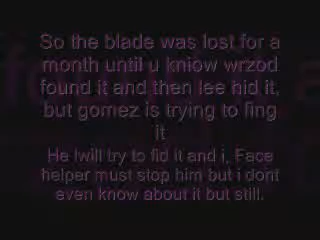 So the blade was lost for a
month until u kniow wrzod
found it and then lee hid it.
but gomez is trying to fing
it
He lwill try to fid it and i, Face
helper must stop him but i dont
even know about it but still.